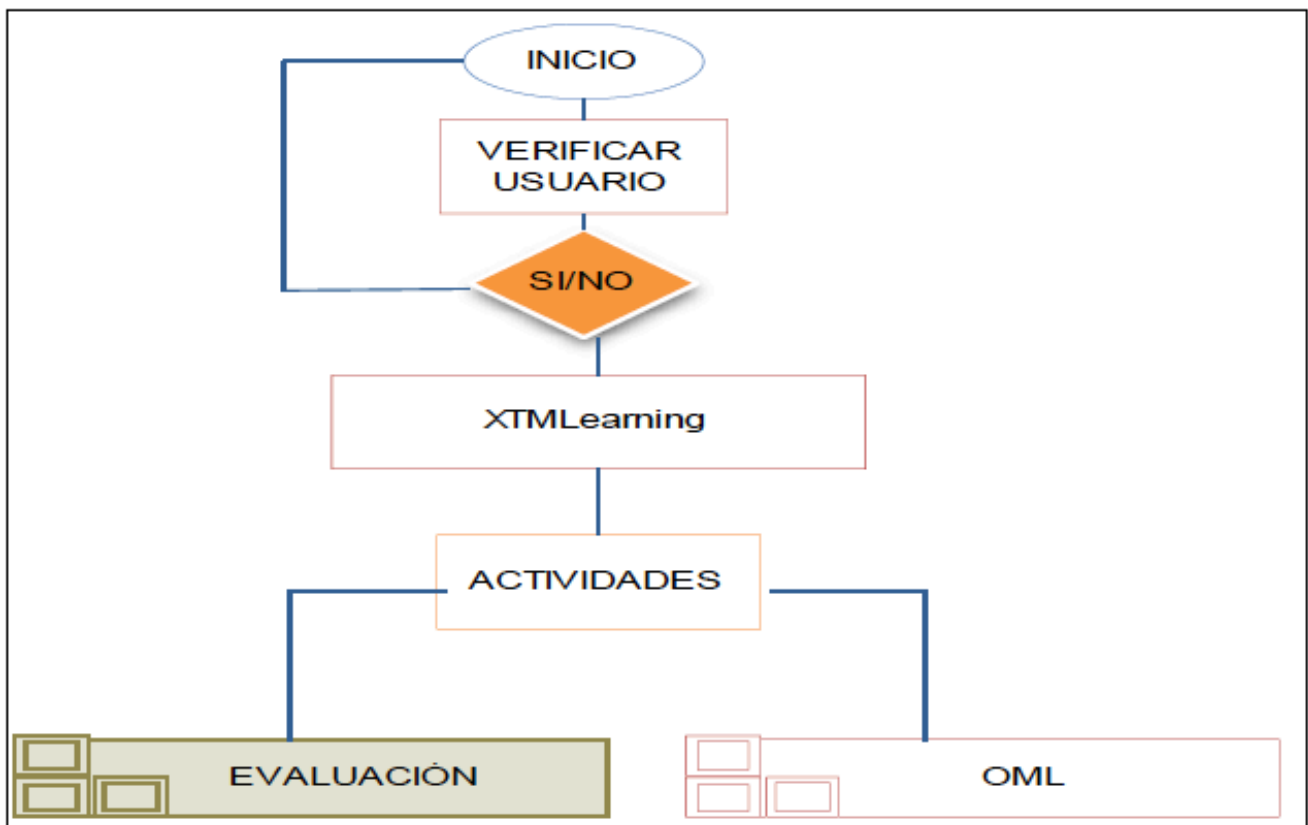 INICIO
VERIFICAR
USUARIO
SI/NO
XTMLearning
ACTIVIDADES
EVALUACIÓN
OML